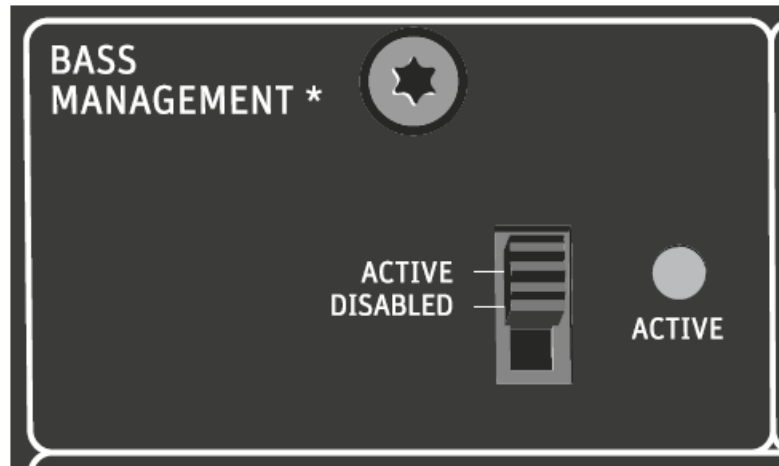 BASS
MANAGEMENT *
ACTIVE
DISABLED
ACTIVE